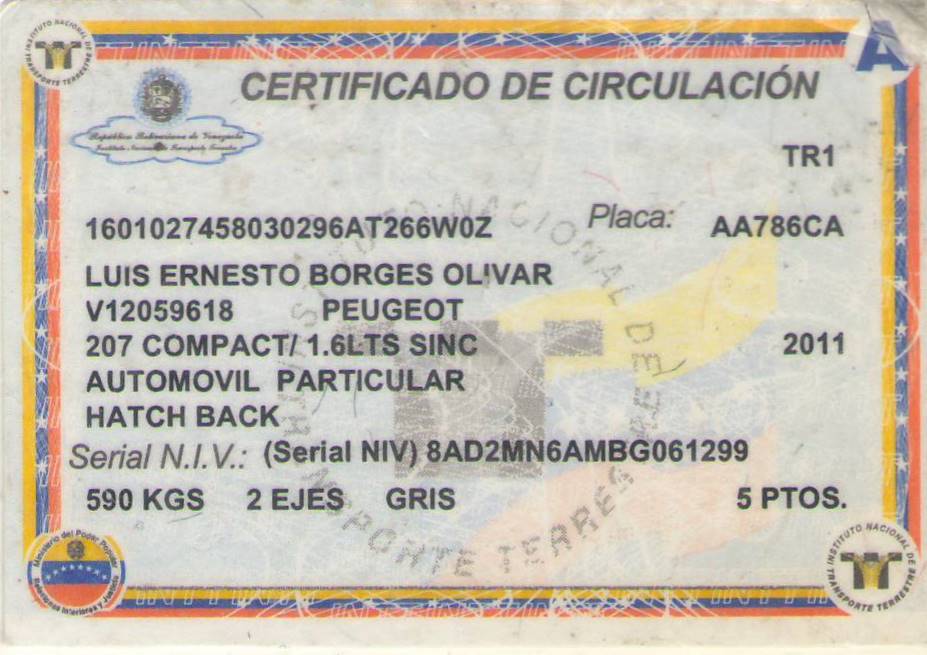 INSTITUTO NACIONAL DE TRANSPORTE TERRESTRE
A
CERTIFICADO DE CIRCULACIÓN
República Bolivariana de Venezuela
Instituto Nacional de Transporte Terrestre
TR1
1601027458030296AT266W0Z Placa: AA786CA
LUIS ERNESTO BORGES OLIVAR
V12059618 PEUGEOT
207 COMPACT/ 1.6LTS SINC 2011
AUTOMOVIL PARTICULAR
HATCH BACK
Serial N.I.V.: (Serial NIV) 8AD2MN6AMBG061299
590 KGS 2 EJES GRIS 5 PTOS.
INSTITUTO NACIONAL DE TRANSPORTE TERRESTRE
Ministerio del Poder Popular
Relaciones Interiores y Justicia
INSTITUTO NACIONAL DE TRANSPORTE TERRESTRE